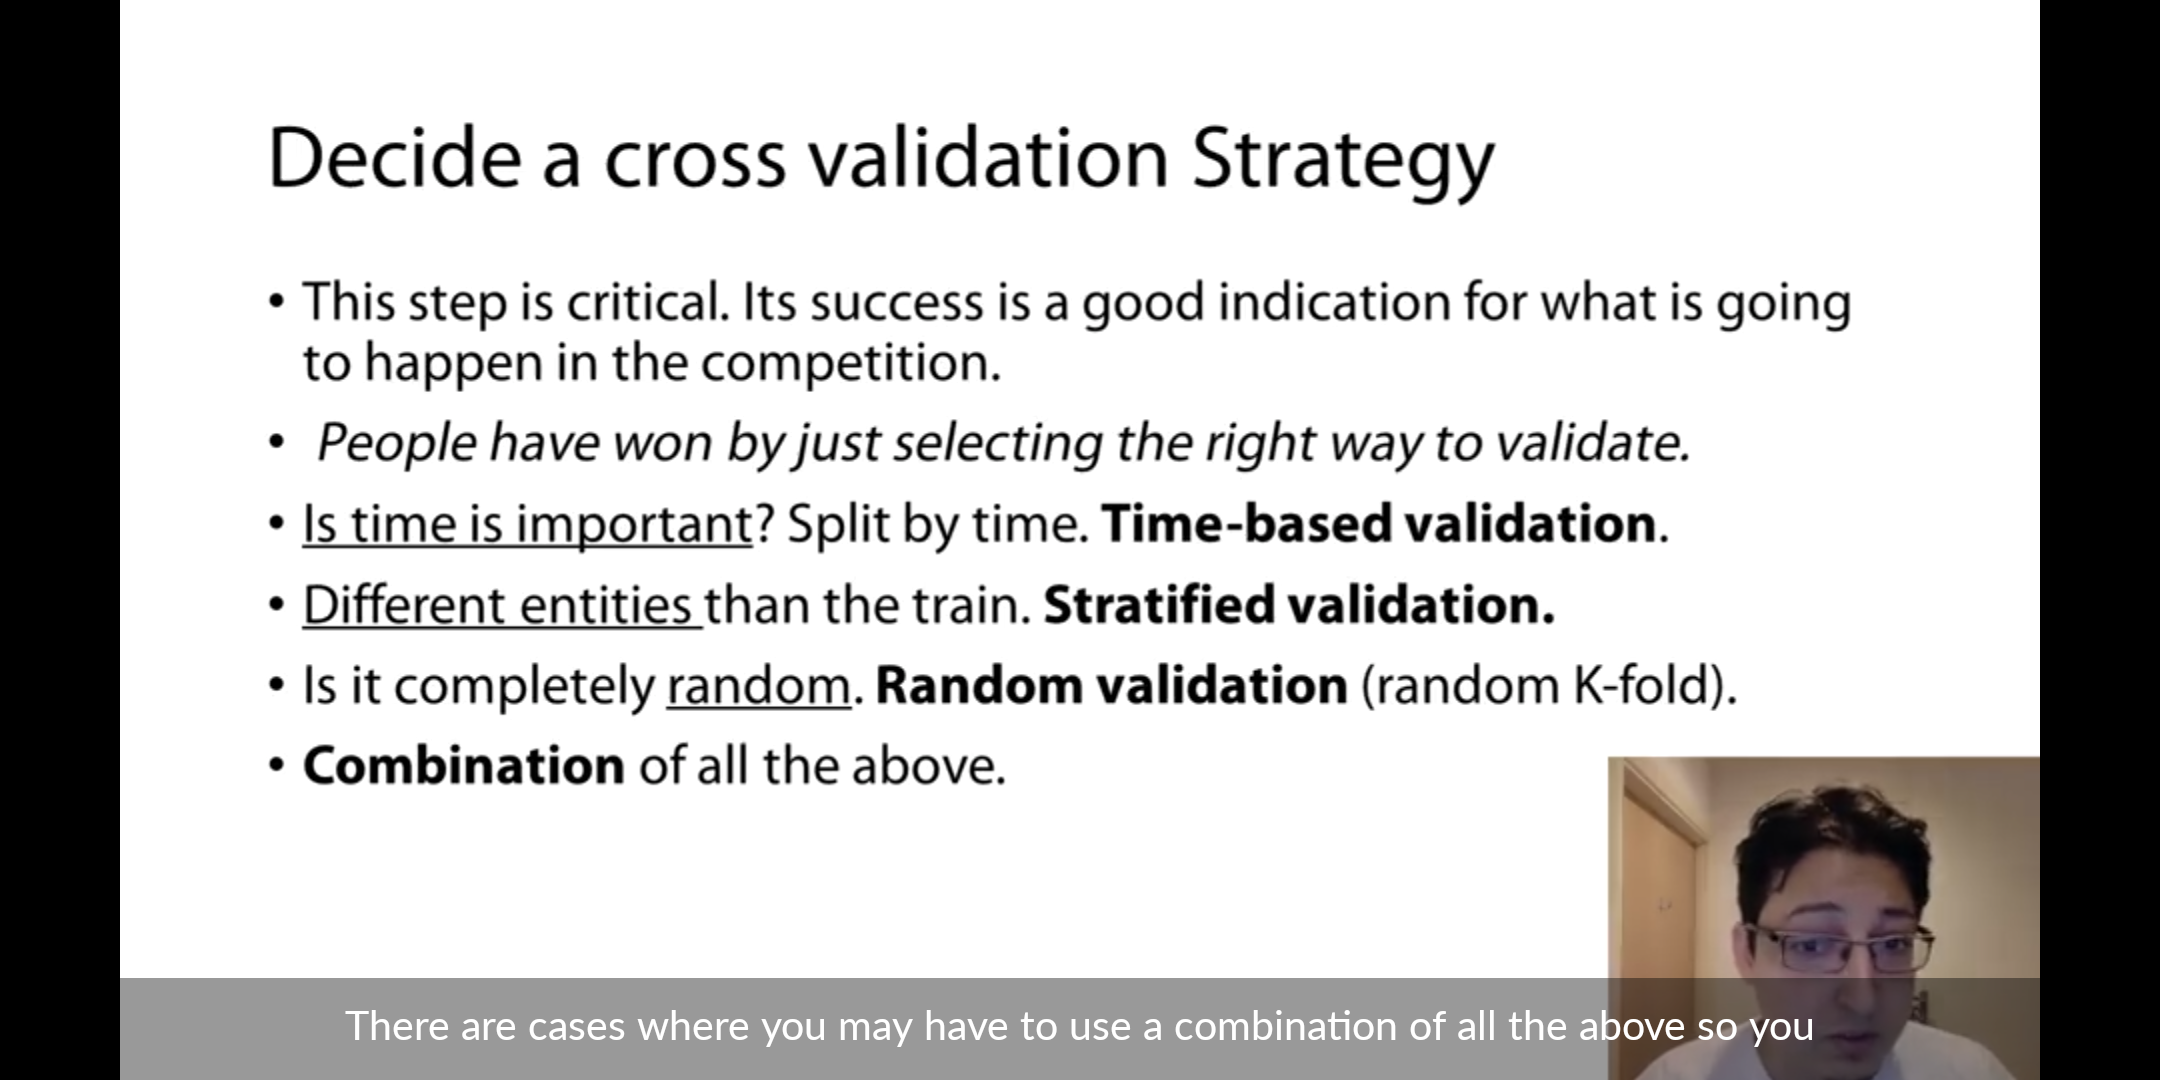 Decide a cross validation Strategy
• This step is critical. Its success is a good indication for what is going
to happen in the competition.
• People have won by just selecting the right way to validate.
• Is time is important? Split by time. Time-based validation.
• Different entities than the train. Stratified validation.
• Is it completely random. Random validation (random K-fold).
• Combination of all the above.
There are cases where you may have to use a combination of all the above so you